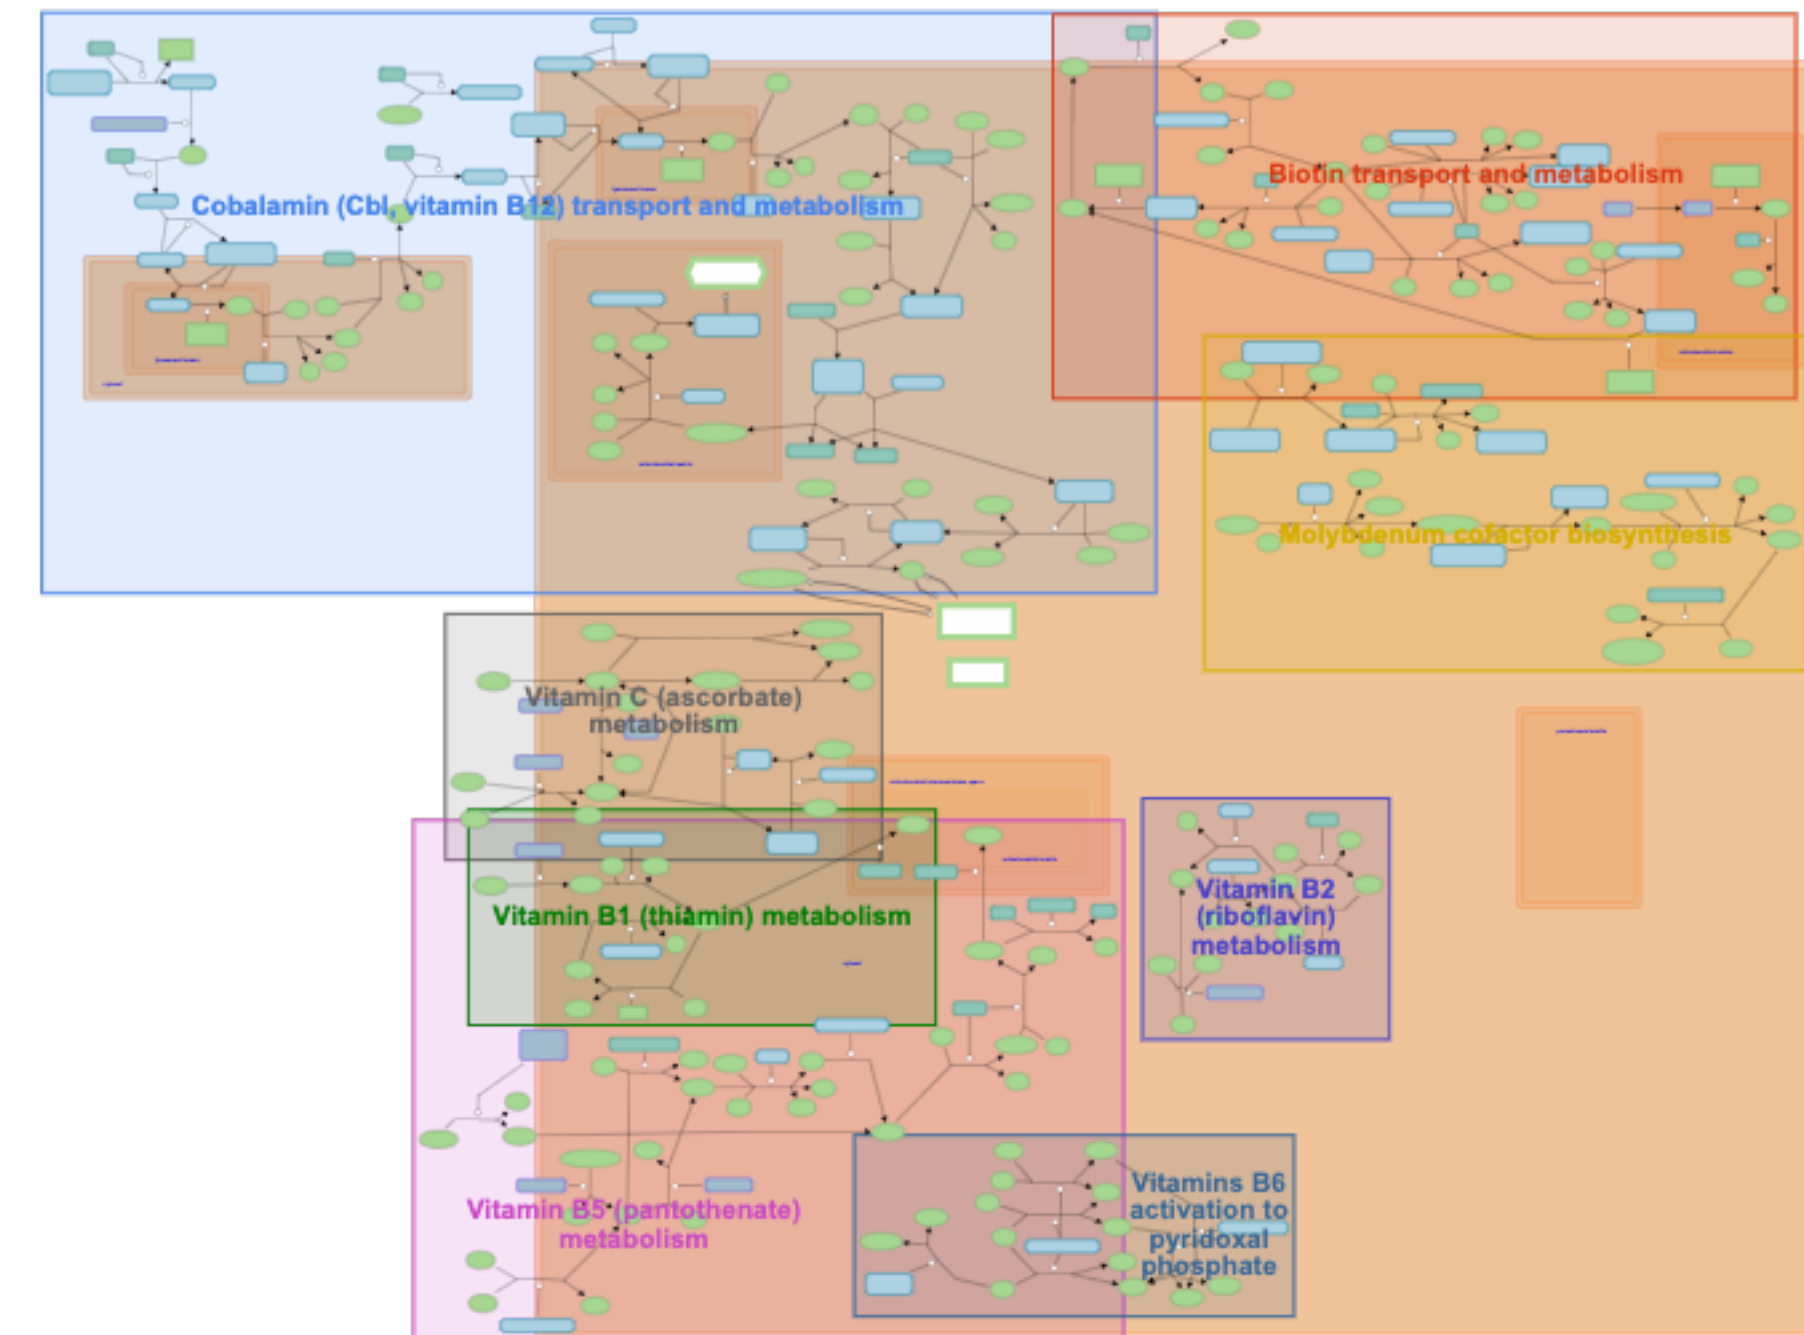 Cobalamin (Cbl, vitamin B12) transport and metabolism
Biotin transport and metabolism
Molybdenum cofactor biosynthesis
Vitamin C (ascorbate)
metabolism
Vitamin B1 (thiamin) metabolism
Vitamin B2
(riboflavin)
metabolism
Vitamin B5 (pantothenate)
metabolism
Vitamins B6
activation to
pyridoxal
phosphate